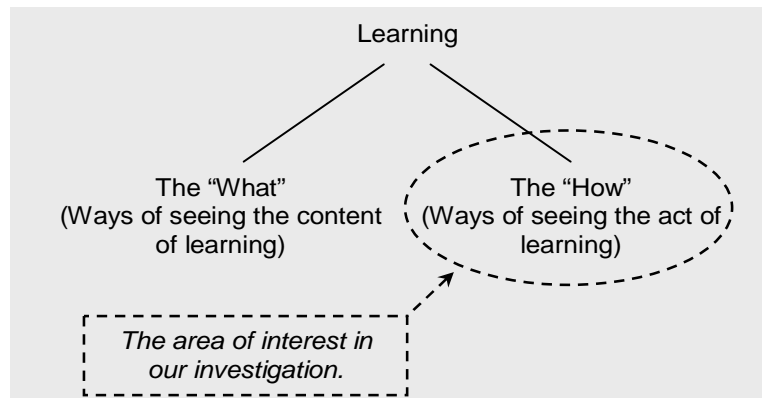 Learning
The “What”
(Ways of seeing the content
of learning)
The “How”
(Ways of seeing the act of
learning)
The area of interest in
our investigation.